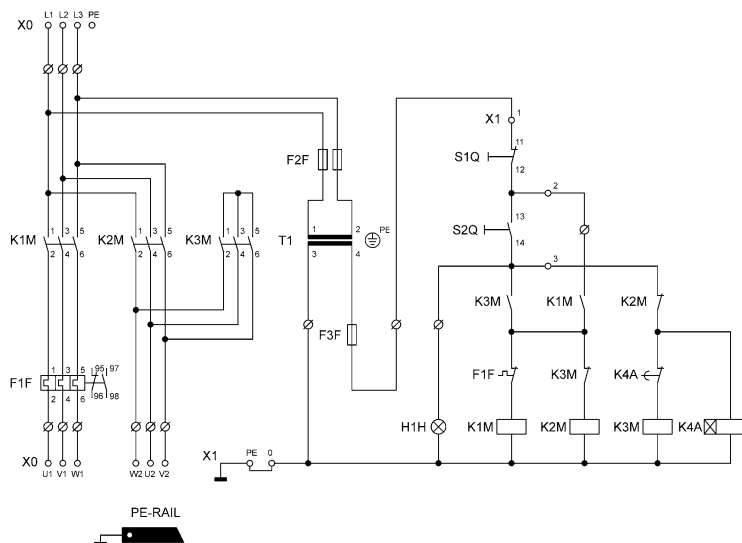 X0 L1 L2 L3 PE
X1 1
11
S1Q
12
F2F
2
13
S2Q
14
1 3 5 1 3 5 1 3 5
K1M K2M K3M
2 4 6 2 4 6 2 4 6
T1 1 2 PE
3 4
3
K3M K1M K2M
F3F
1 3 5 95 97
F1F
2 4 6 96 98
F1F K3M K4A
H1H K1M K2M K3M K4A
X0 U1 V1 W1 W2 U2 V2
X1 PE 0
PE-RAIL